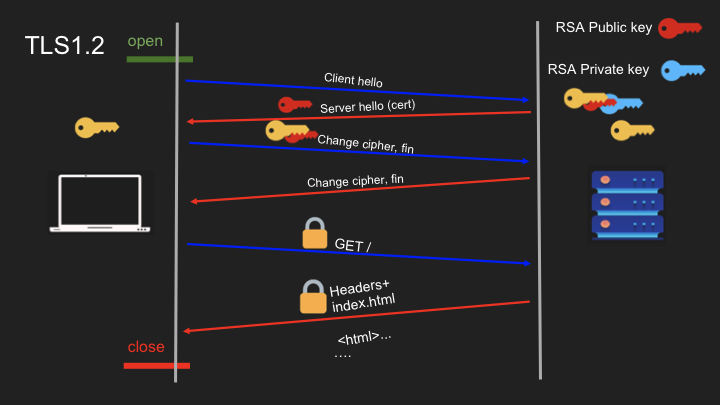 TLS1.2
open
RSA Public key
RSA Private key
Client hello
Server hello (cert)
Change cipher, fin
Change cipher, fin
GET /
Headers+
index.html
<html>...
....
close